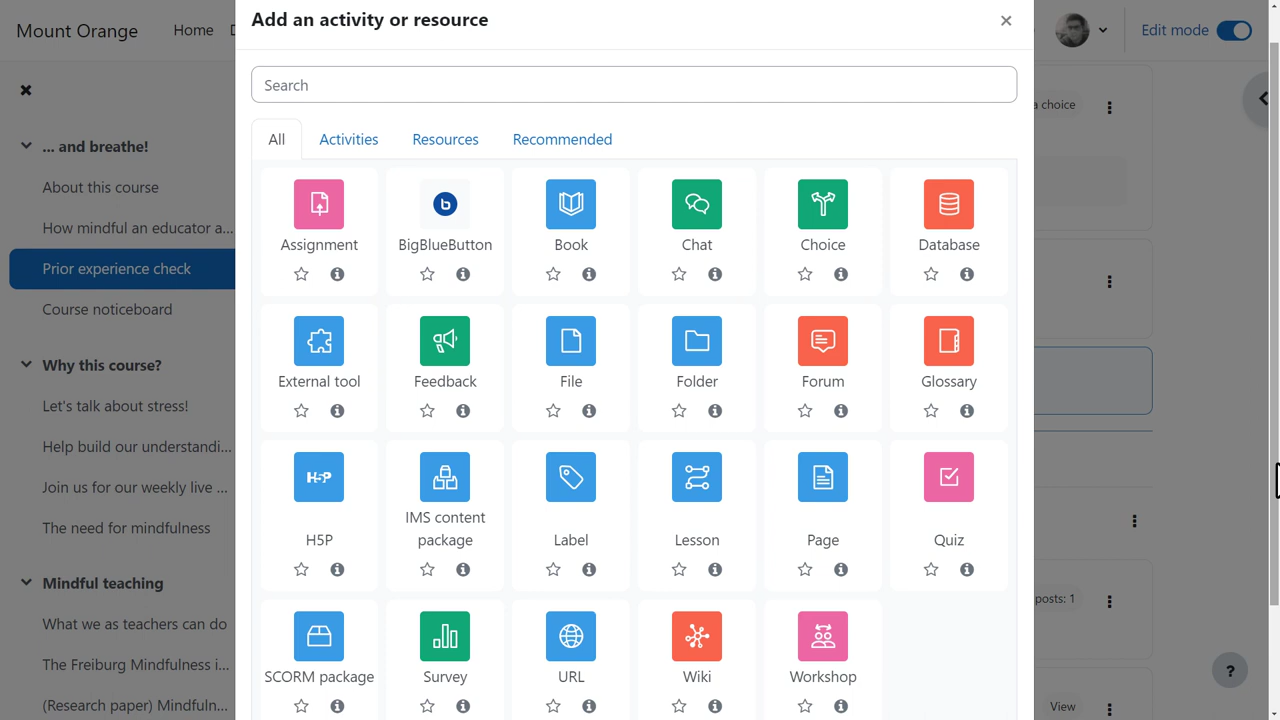 Add an activity or resource
Mount Orange
Home
Edit mode
Search
All
Activities
Resources
Recommended
... and breathe!
About this course
How mindful an educator a...
Prior experience check
Course noticeboard
Why this course?
Let's talk about stress!
Help build our understandi...
Join us for our weekly live ...
The need for mindfulness
Mindful teaching
What we as teachers can do
The Freiburg Mindfulness i...
(Research paper) Mindfuln...
Assignment
b
BigBlueButton
Book
Chat
Choice
Database
External tool
Feedback
File
Folder
Forum
Glossary
H5P
H5P
IMS content
package
Label
Lesson
Page
Quiz
SCORM package
Survey
URL
Wiki
Workshop
a choice
posts: 1
View
?